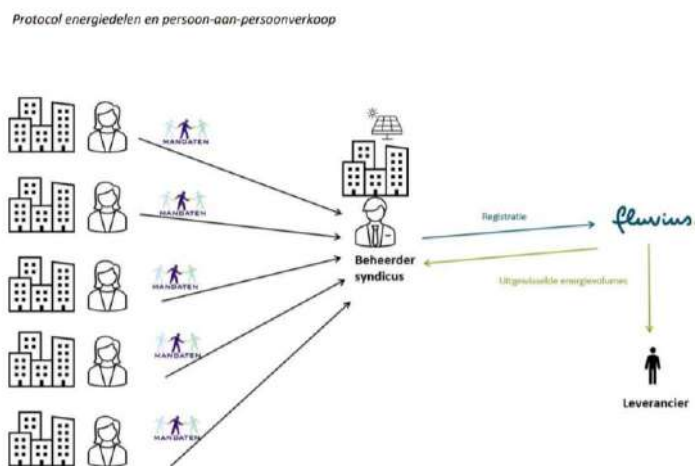 Protocol energiedelen en persoon-aan-persoonverkoop
MANDATEN
MANDATEN
MANDATEN
MANDATEN
MANDATEN
Beheerder
syndicus
Registratie
fluvius.
Uitgewisselde energievolumes
Leverancier